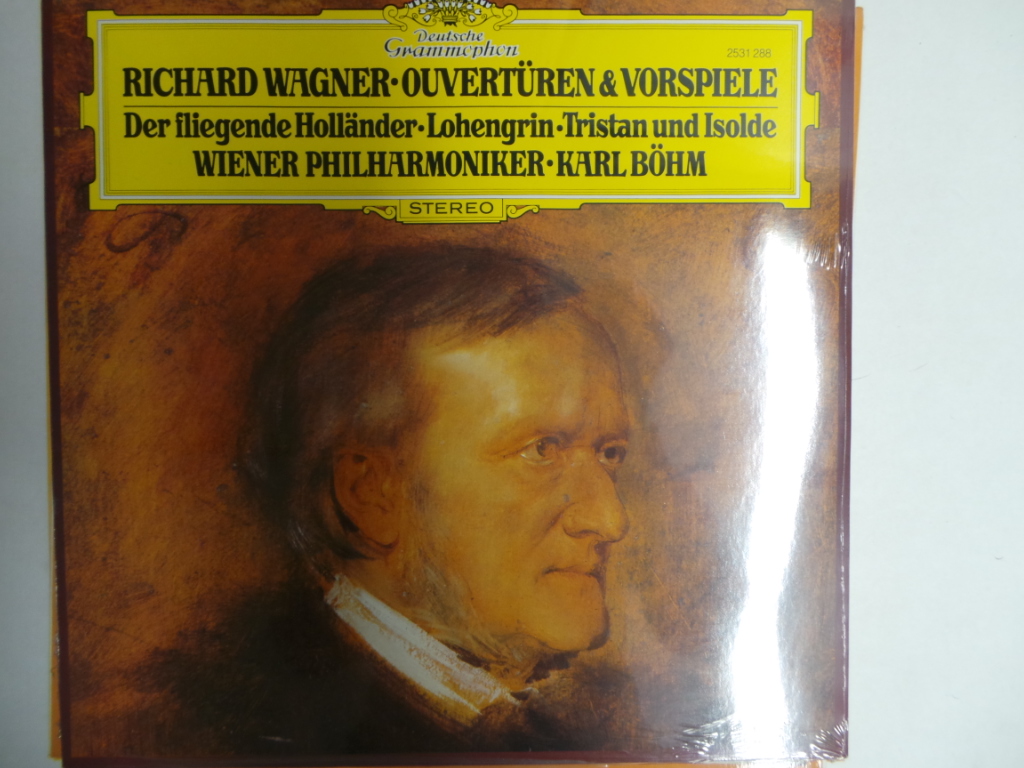 Deutsche
Grammophon
2531 288
RICHARD WAGNER·OUVERTÜREN & VORSPIELE
Der fliegende Holländer·Lohengrin·Tristan und Isolde
WIENER PHILHARMONIKER·KARL BÖHM
STEREO